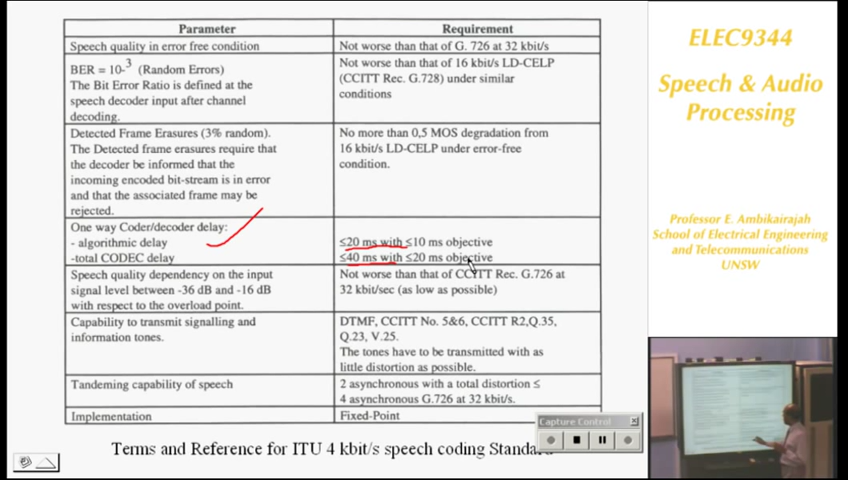 Parameter
Requirement
Speech quality in error free condition
Not worse than that of G. 726 at 32 kbit/s
BER = 10-3 (Random Errors)
The Bit Error Ratio is defined at the
speech decoder input after channel
decoding.
Not worse than that of 16 kbit/s LD-CELP
(CCITT Rec. G.728) under similar
conditions
Detected Frame Erasures (3% random).
The Detected frame erasures require that
the decoder be informed that the
incoming encoded bit-stream is in error
and that the associated frame may be
rejected.
No more than 0,5 MOS degradation from
16 kbit/s LD-CELP under error-free
condition.
One way Coder/decoder delay:
- algorithmic delay
-total CODEC delay
≤20 ms with ≤10 ms objective
≤40 ms with ≤20 ms objective
Speech quality dependency on the input
signal level between -36 dB and -16 dB
with respect to the overload point.
Not worse than that of CCITT Rec. G.726 at
32 kbit/sec (as low as possible)
Capability to transmit signalling and
information tones.
DTMF, CCITT No. 5&6, CCITT R2,Q.35,
Q.23, V.25.
The tones have to be transmitted with as
little distortion as possible.
Tandeming capability of speech
2 asynchronous with a total distortion ≤
4 asynchronous G.726 at 32 kbit/s.
Implementation
Fixed-Point
Terms and Reference for ITU 4 kbit/s speech coding Standard
Capture Control
ELEC9344
Speech & Audio
Processing
Professor E. Ambikairajah
School of Electrical Engineering
and Telecommunications
UNSW